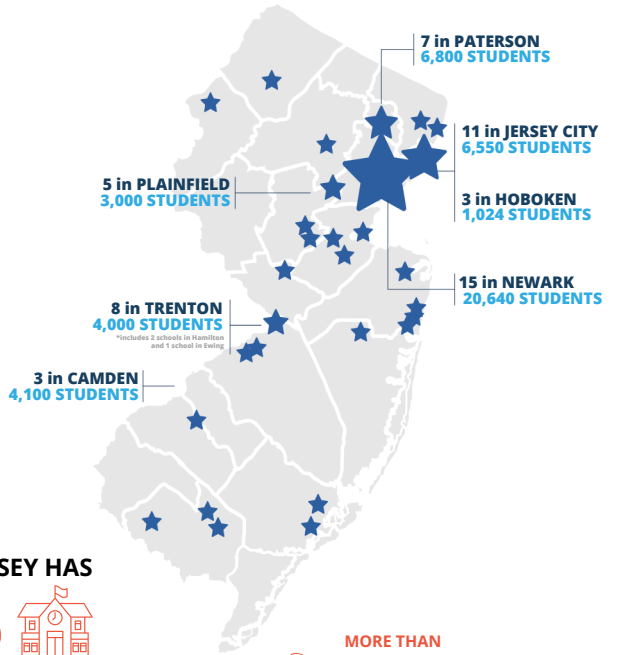 7 in PATERSON
6,800 STUDENTS
11 in JERSEY CITY
6,550 STUDENTS
5 in PLAINFIELD
3,000 STUDENTS
3 in HOBOKEN
1,024 STUDENTS
15 in NEWARK
20,640 STUDENTS
8 in TRENTON
4,000 STUDENTS
*includes 2 schools in Hamilton
and 1 school in Ewing
3 in CAMDEN
4,100 STUDENTS
SEY HAS
MORE THAN